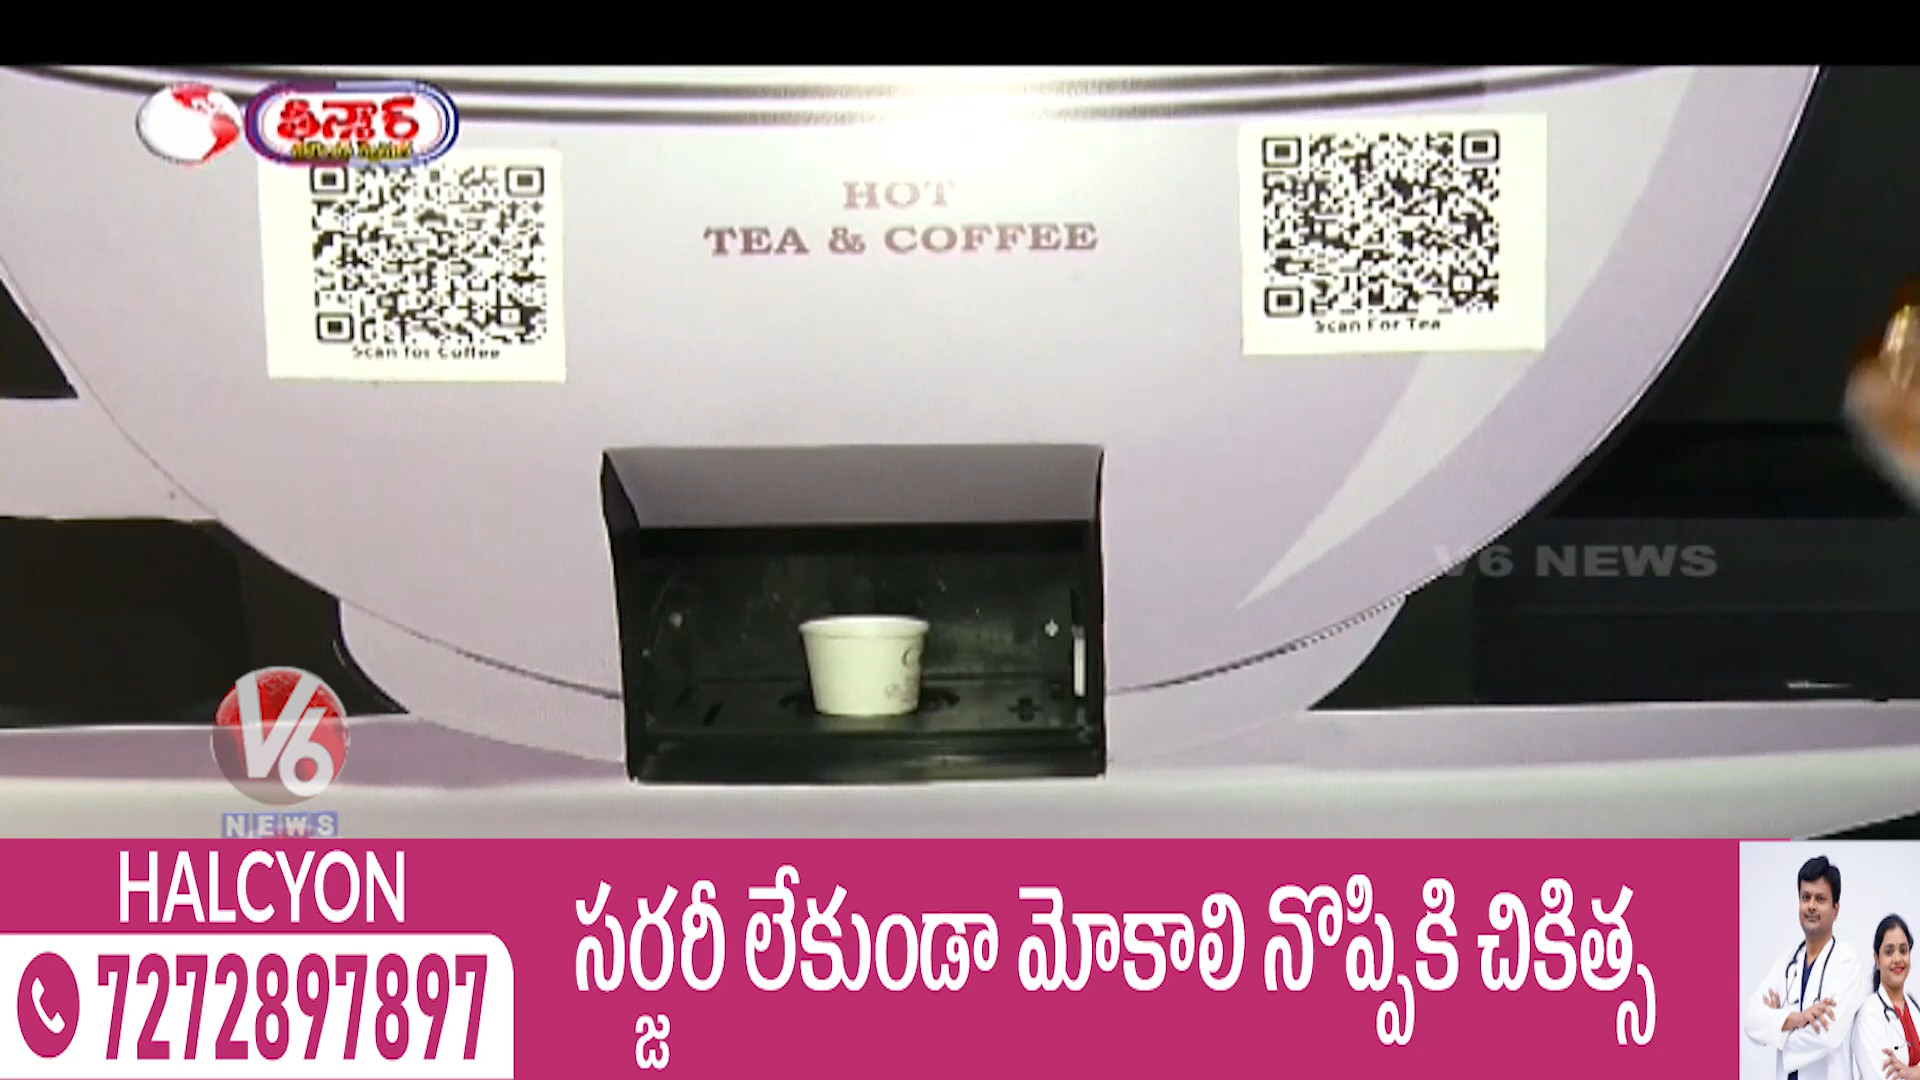 తీన్మార్
HOT
TEA & COFFEE
Scan for Coffee
Scan For Tea
V6 NEWS
V6
NEWS
HALCYON
7272897897
సర్జరీ లేకుండా మోకాలి నొప్పికి చికిత్స